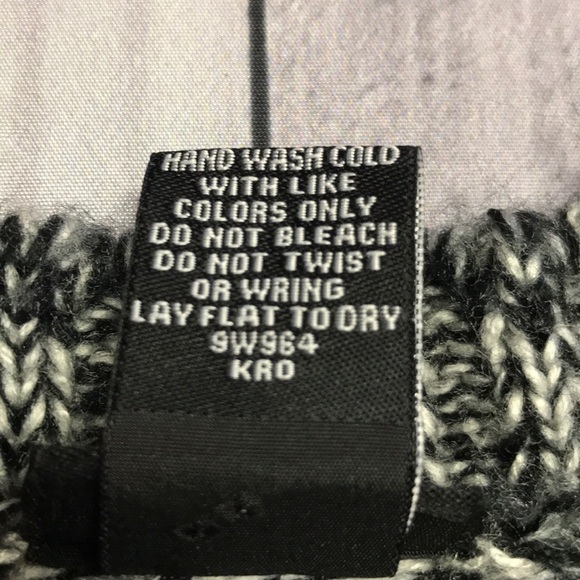 HAND WASH COLD
WITH LIKE
COLORS ONLY
DO NOT BLEACH
DO NOT TWIST
OR WRING
LAY FLAT TO DRY
9W964
KRO